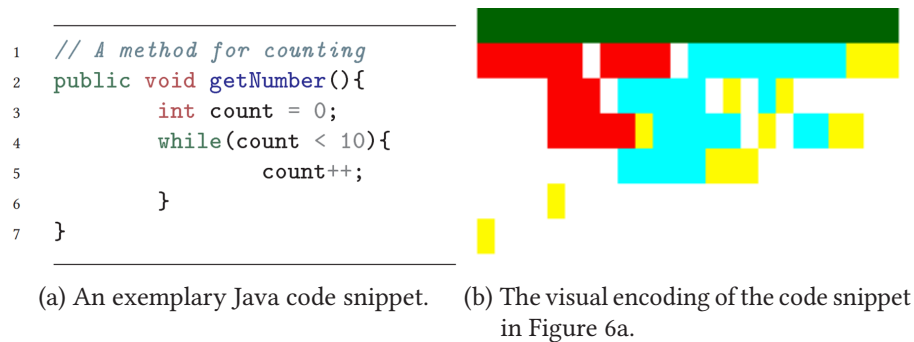 1 // A method for counting
2 public void getNumber(){
3 int count = 0;
4 while(count < 10){
5 count++;
6 }
7 }
(a) An exemplary Java code snippet.
(b) The visual encoding of the code snippet
in Figure 6a.